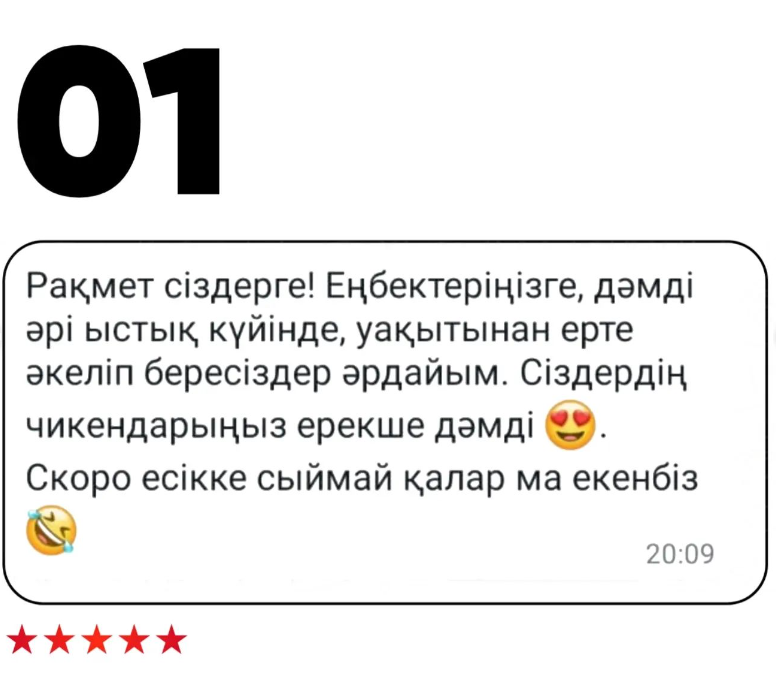 01
Рақмет сіздерге! Еңбектеріңізге, дәмді
әрі ыстық күйінде, уақытынан ерте
әкеліп бересіздер әрдайым. Сіздердің
чикендарыңыз ерекше дәмді 😍.
Скоро есікке сыймай қалар ма екенбіз
🤣
20:09